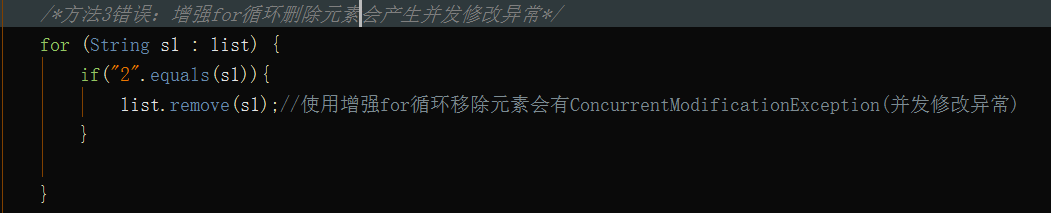 /*方法3错误：增强for循环删除元素会产生并发修改异常*/
for (String s1 : list) {
if("2".equals(s1)){
list.remove(s1);//使用增强for循环移除元素会有ConcurrentModificationException(并发修改异常)
}
}